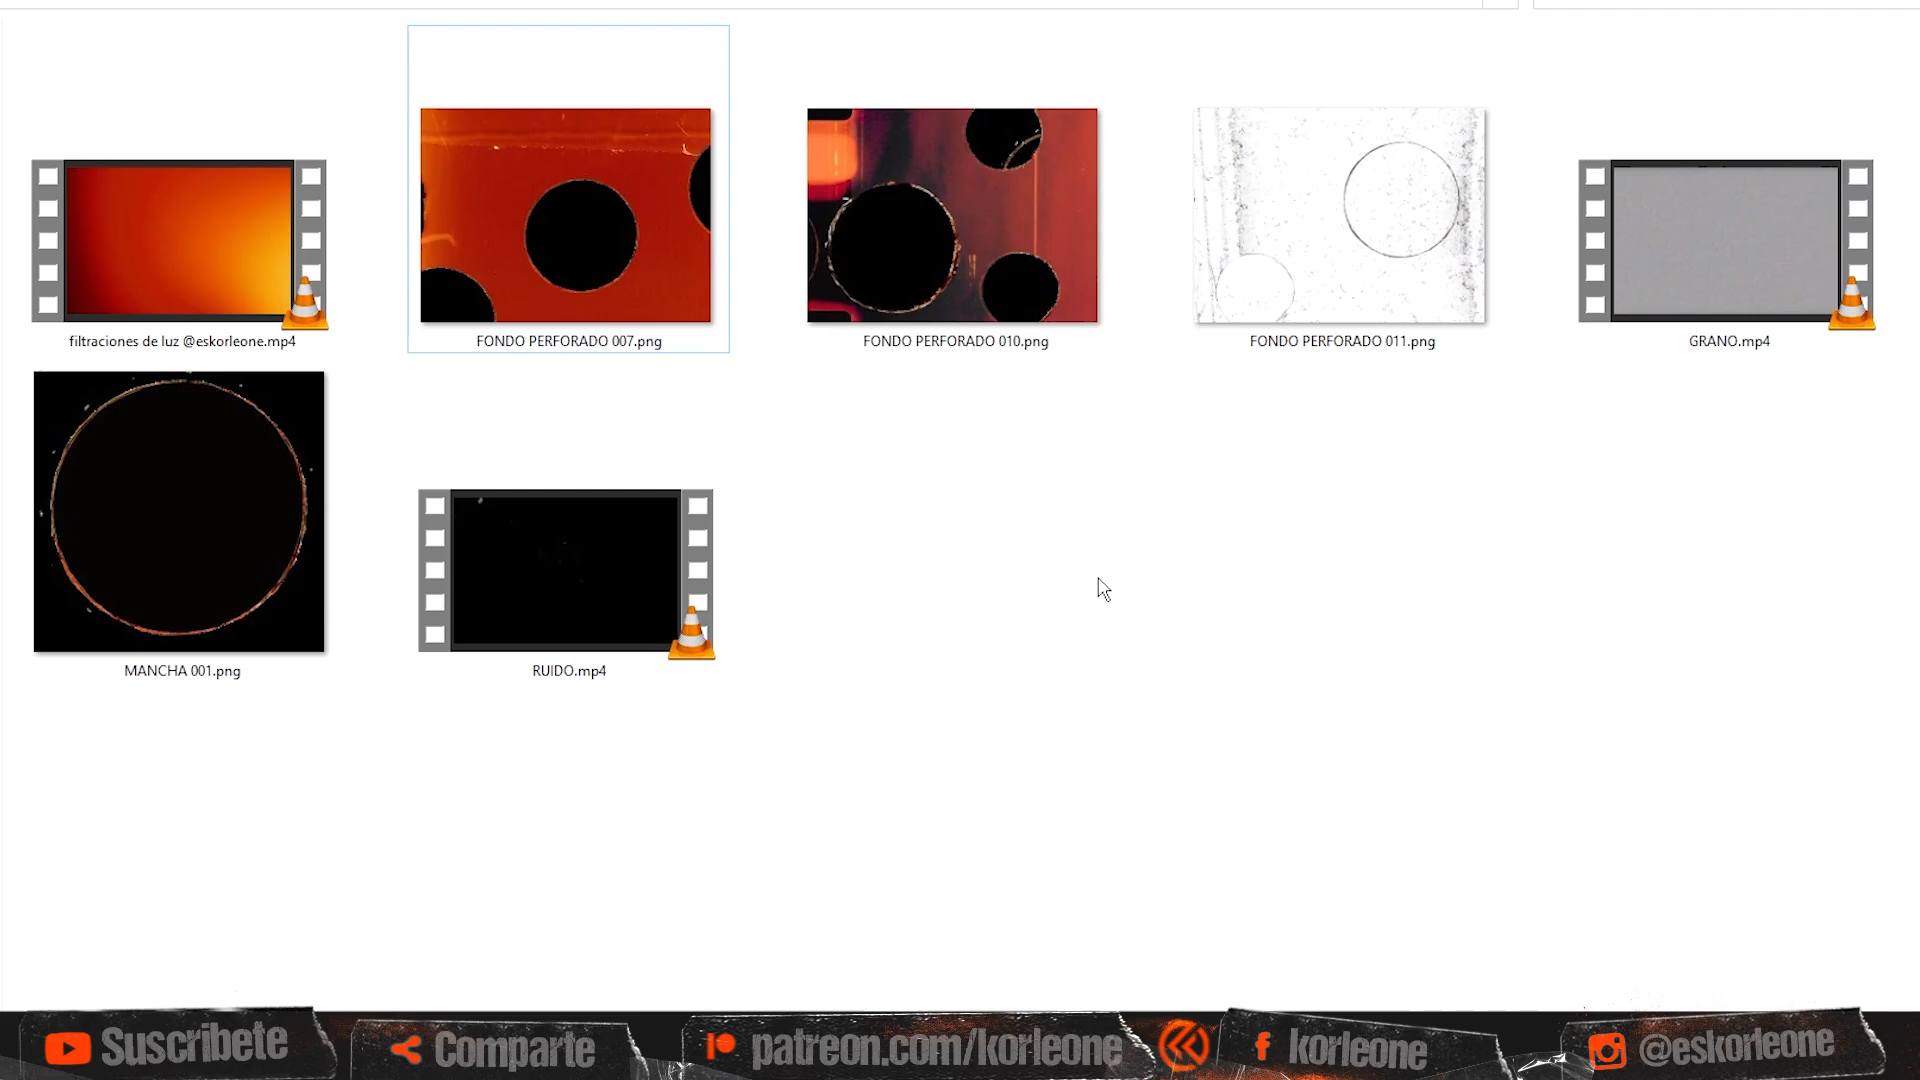 filtraciones de luz @eskorleone.mp4
FONDO PERFORADO 007.png
FONDO PERFORADO 010.png
FONDO PERFORADO 011.png
GRANO.mp4
MANCHA 001.png
RUIDO.mp4
Suscribete
Comparte
patreon.com/korleone
korleone
@eskorleone